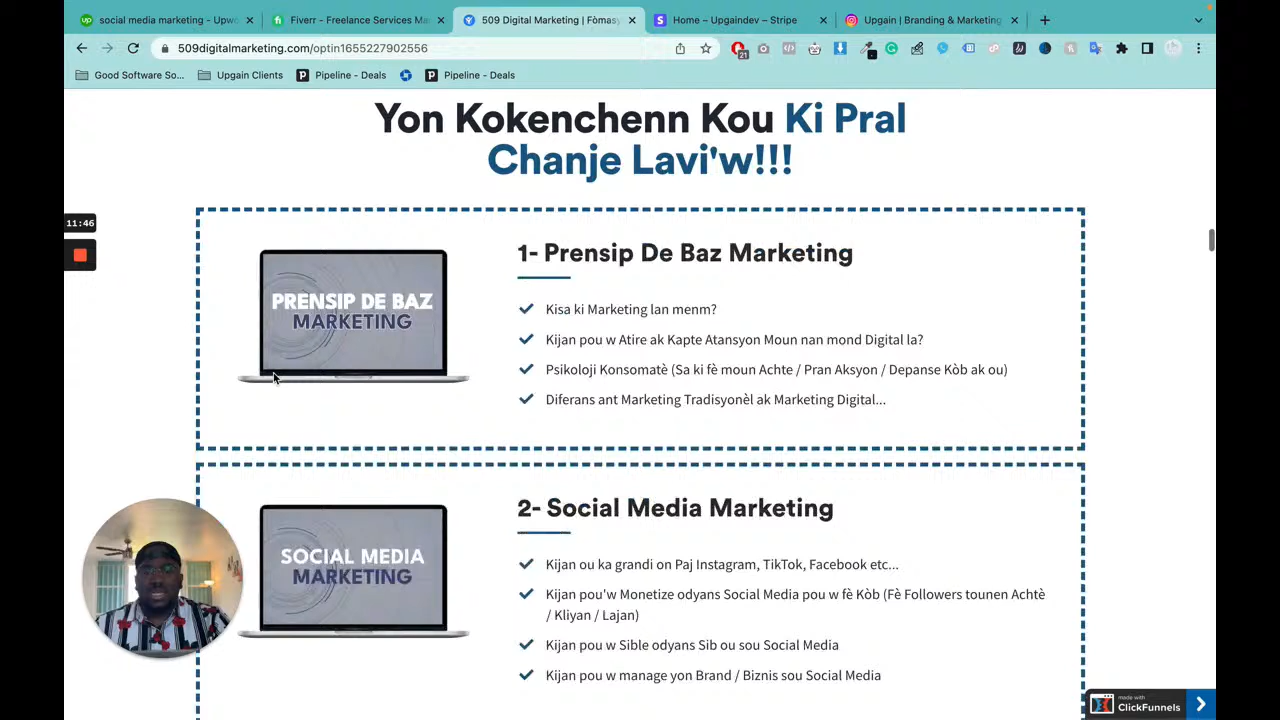 social media marketing - Upwo
Fiverr - Freelance Services Ma
509 Digital Marketing | Fòmasy
Home – Upgaindev – Stripe
Upgain | Branding & Marketing
509digitalmarketing.com/optin1655227902556
21
Good Software So...
Upgain Clients
Pipeline - Deals
Pipeline - Deals
Yon Kokenchenn Kou Ki Pral
Chanje Lavi'w!!!
11:46
1- Prensip De Baz Marketing
PRENSIP DE BAZ
MARKETING
Kisa ki Marketing lan menm?
Kijan pou w Atire ak Kapte Atansyon Moun nan mond Digital la?
Psikoloji Konsomatè (Sa ki fè moun Achte / Pran Aksyon / Depanse Kòb ak ou)
Diferans ant Marketing Tradisyonèl ak Marketing Digital...
2- Social Media Marketing
SOCIAL MEDIA
MARKETING
Kijan ou ka grandi on Paj Instagram, TikTok, Facebook etc...
Kijan pou'w Monetize odyans Social Media pou w fè Kòb (Fè Followers tounen Achtè
/ Kliyan / Lajan)
Kijan pou w Sible odyans Sib ou sou Social Media
Kijan pou w manage yon Brand / Biznis sou Social Media
made with
ClickFunnels